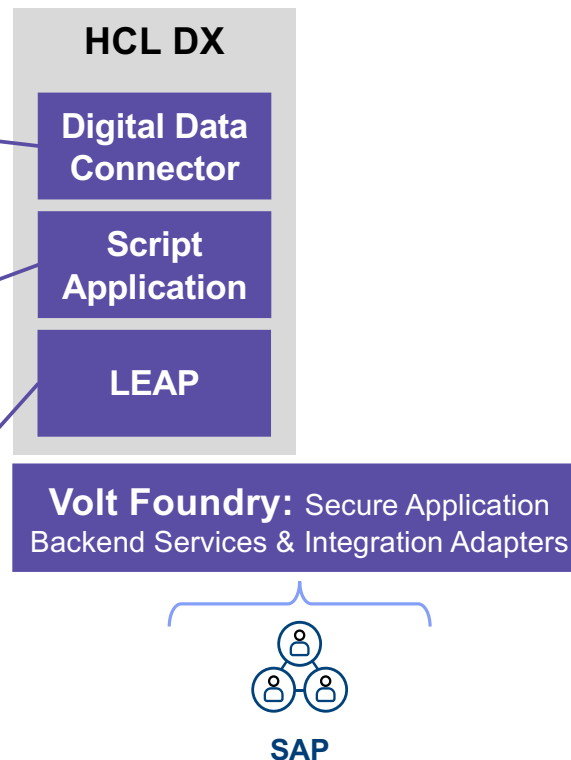 HCL DX
Digital Data
Connector
Script
Application
LEAP
Volt Foundry: Secure Application
Backend Services & Integration Adapters
SAP